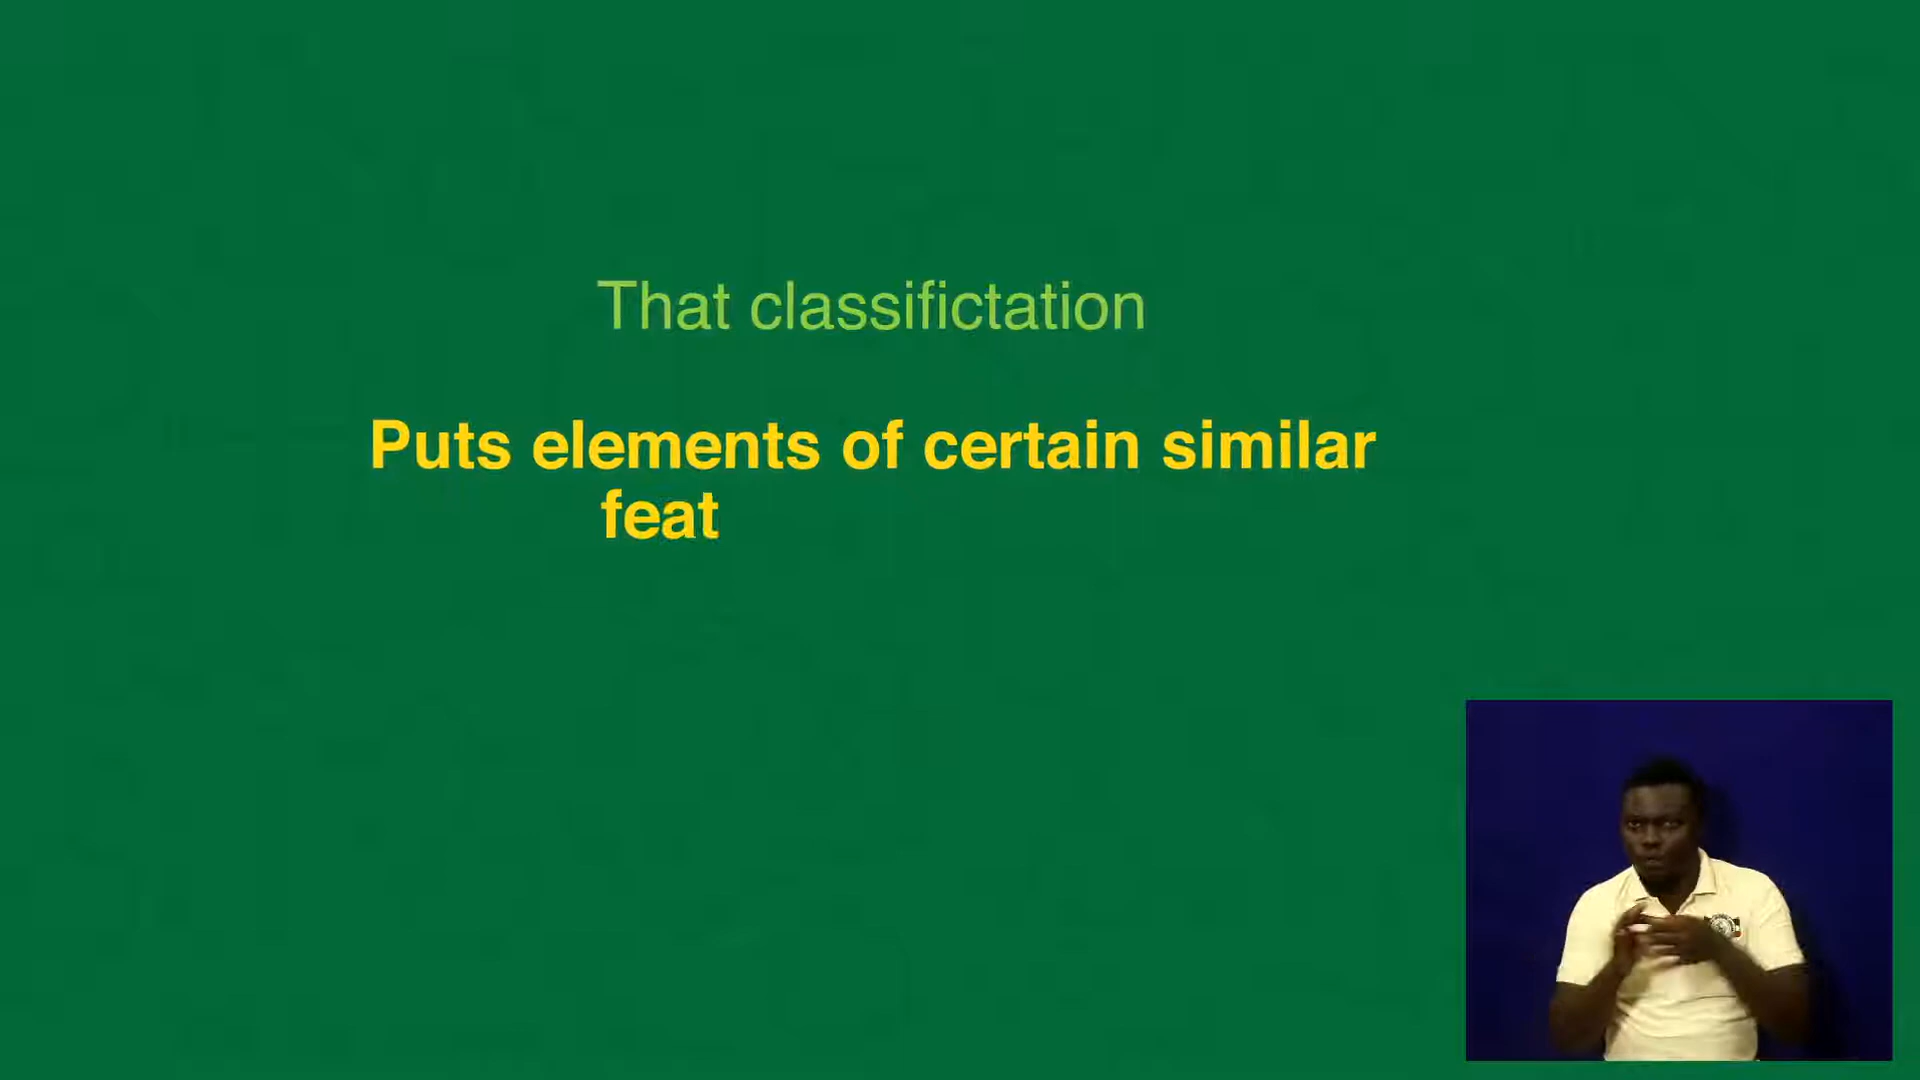 That classifictation
Puts elements of certain similar
feat